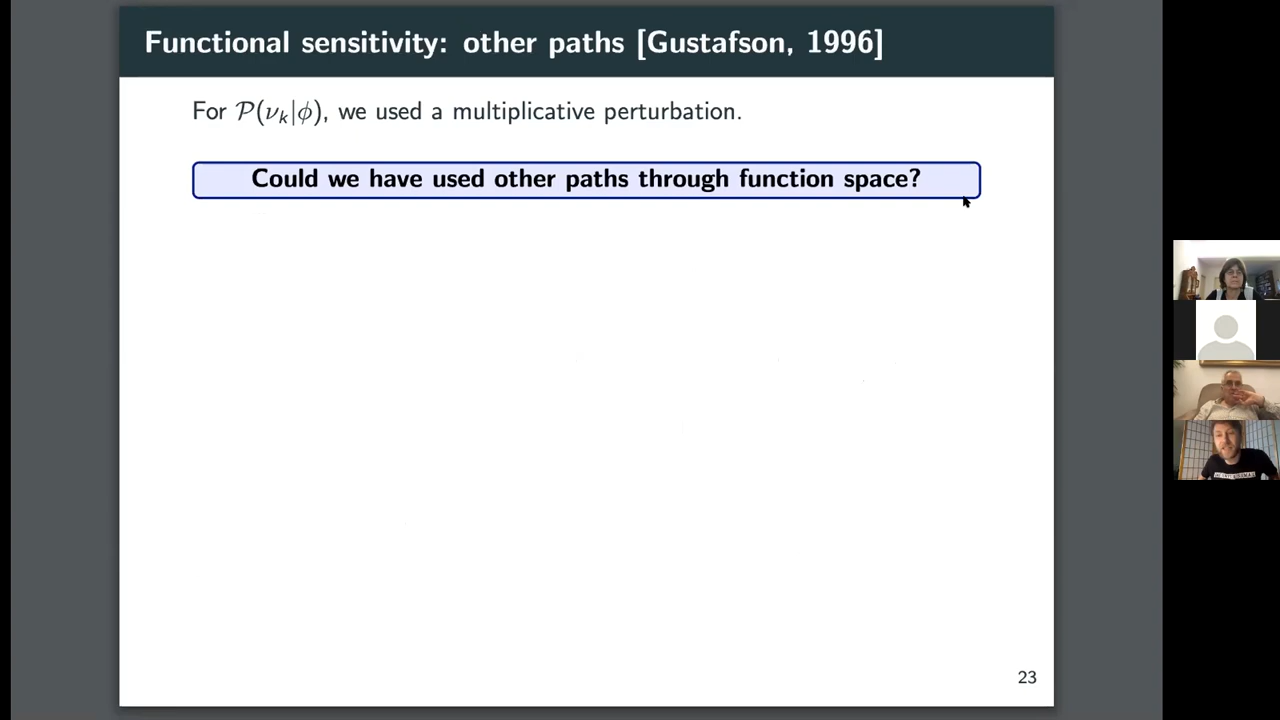 Functional sensitivity: other paths [Gustafson, 1996]
For 𝒫(ν_k|ϕ), we used a multiplicative perturbation.
Could we have used other paths through function space?
23